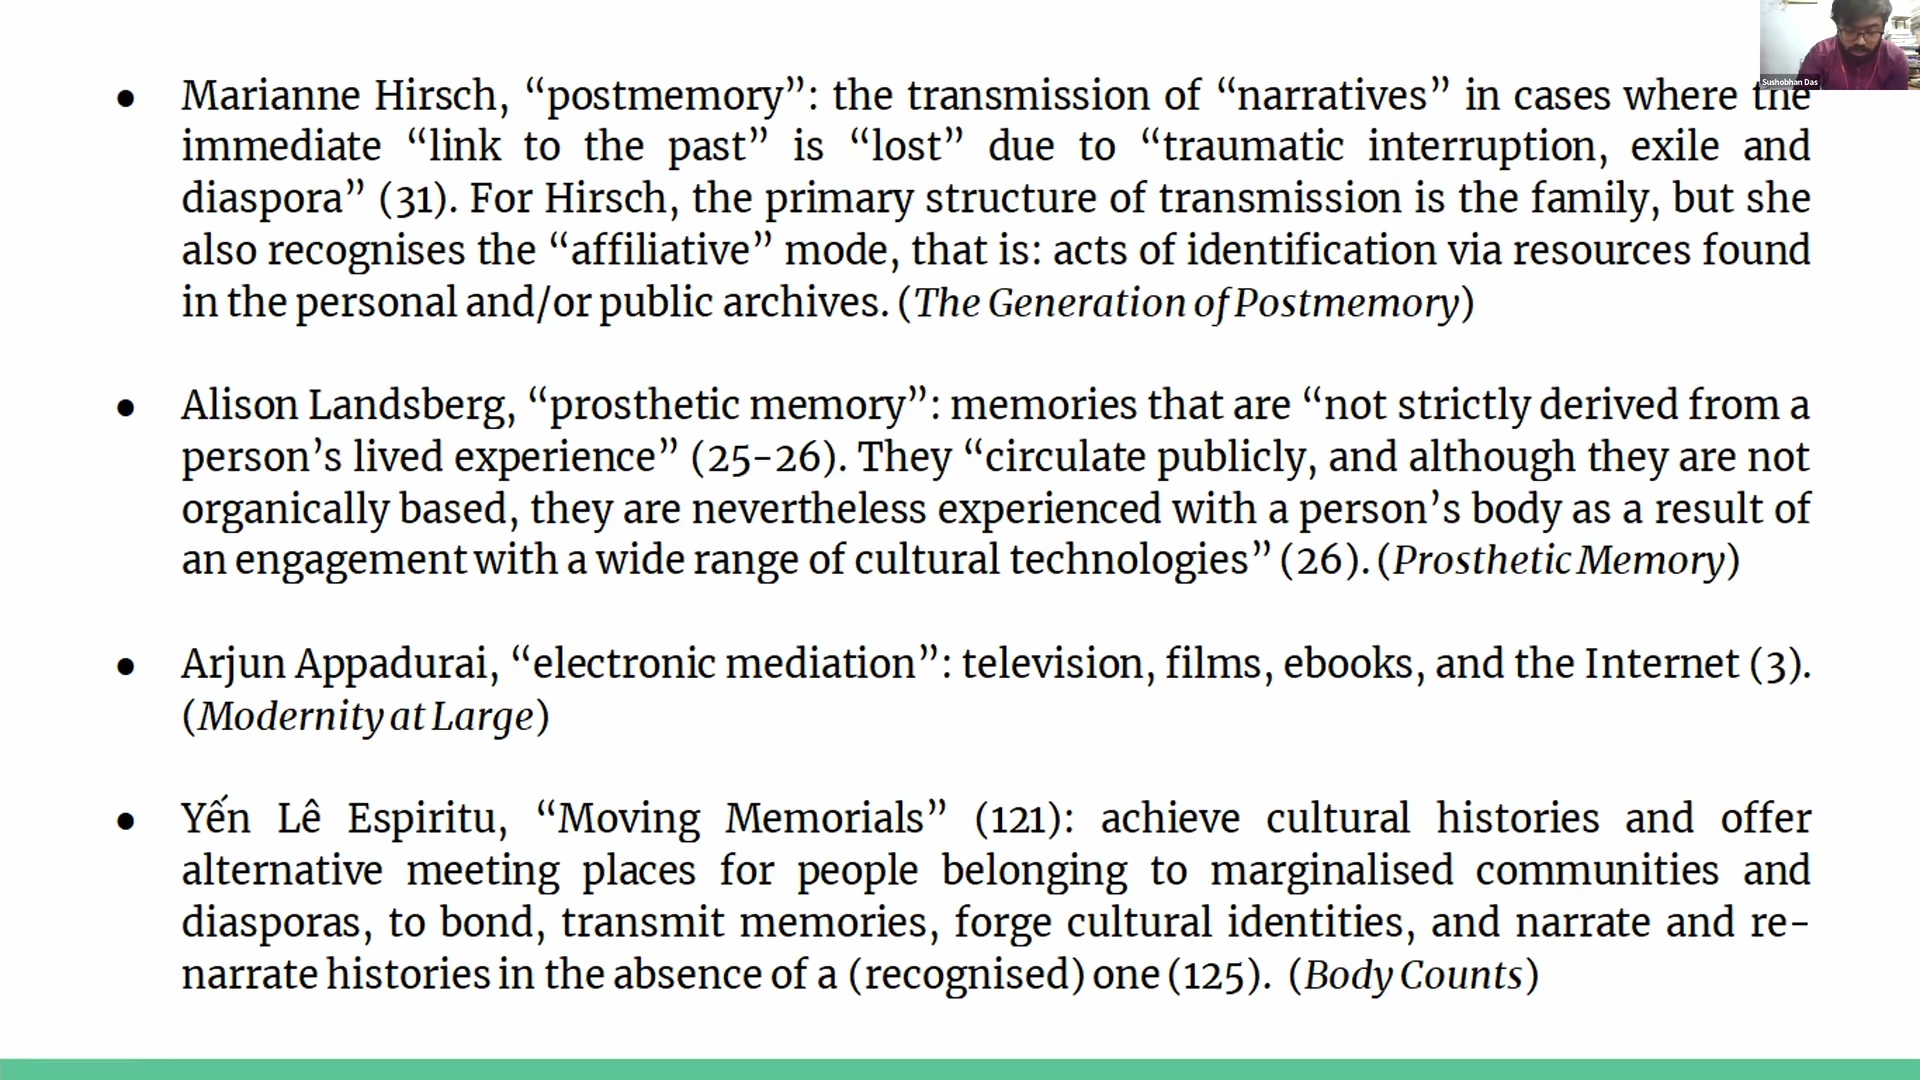 Sushobhan Das
● Marianne Hirsch, “postmemory”: the transmission of “narratives” in cases where the
immediate “link to the past” is “lost” due to “traumatic interruption, exile and
diaspora” (31). For Hirsch, the primary structure of transmission is the family, but she
also recognises the “affiliative” mode, that is: acts of identification via resources found
in the personal and/or public archives. (The Generation of Postmemory)
● Alison Landsberg, “prosthetic memory”: memories that are “not strictly derived from a
person’s lived experience” (25-26). They “circulate publicly, and although they are not
organically based, they are nevertheless experienced with a person’s body as a result of
an engagement with a wide range of cultural technologies” (26). (Prosthetic Memory)
● Arjun Appadurai, “electronic mediation”: television, films, ebooks, and the Internet (3).
(Modernity at Large)
● Yến Lê Espiritu, “Moving Memorials” (121): achieve cultural histories and offer
alternative meeting places for people belonging to marginalised communities and
diasporas, to bond, transmit memories, forge cultural identities, and narrate and re-
narrate histories in the absence of a (recognised) one (125). (Body Counts)